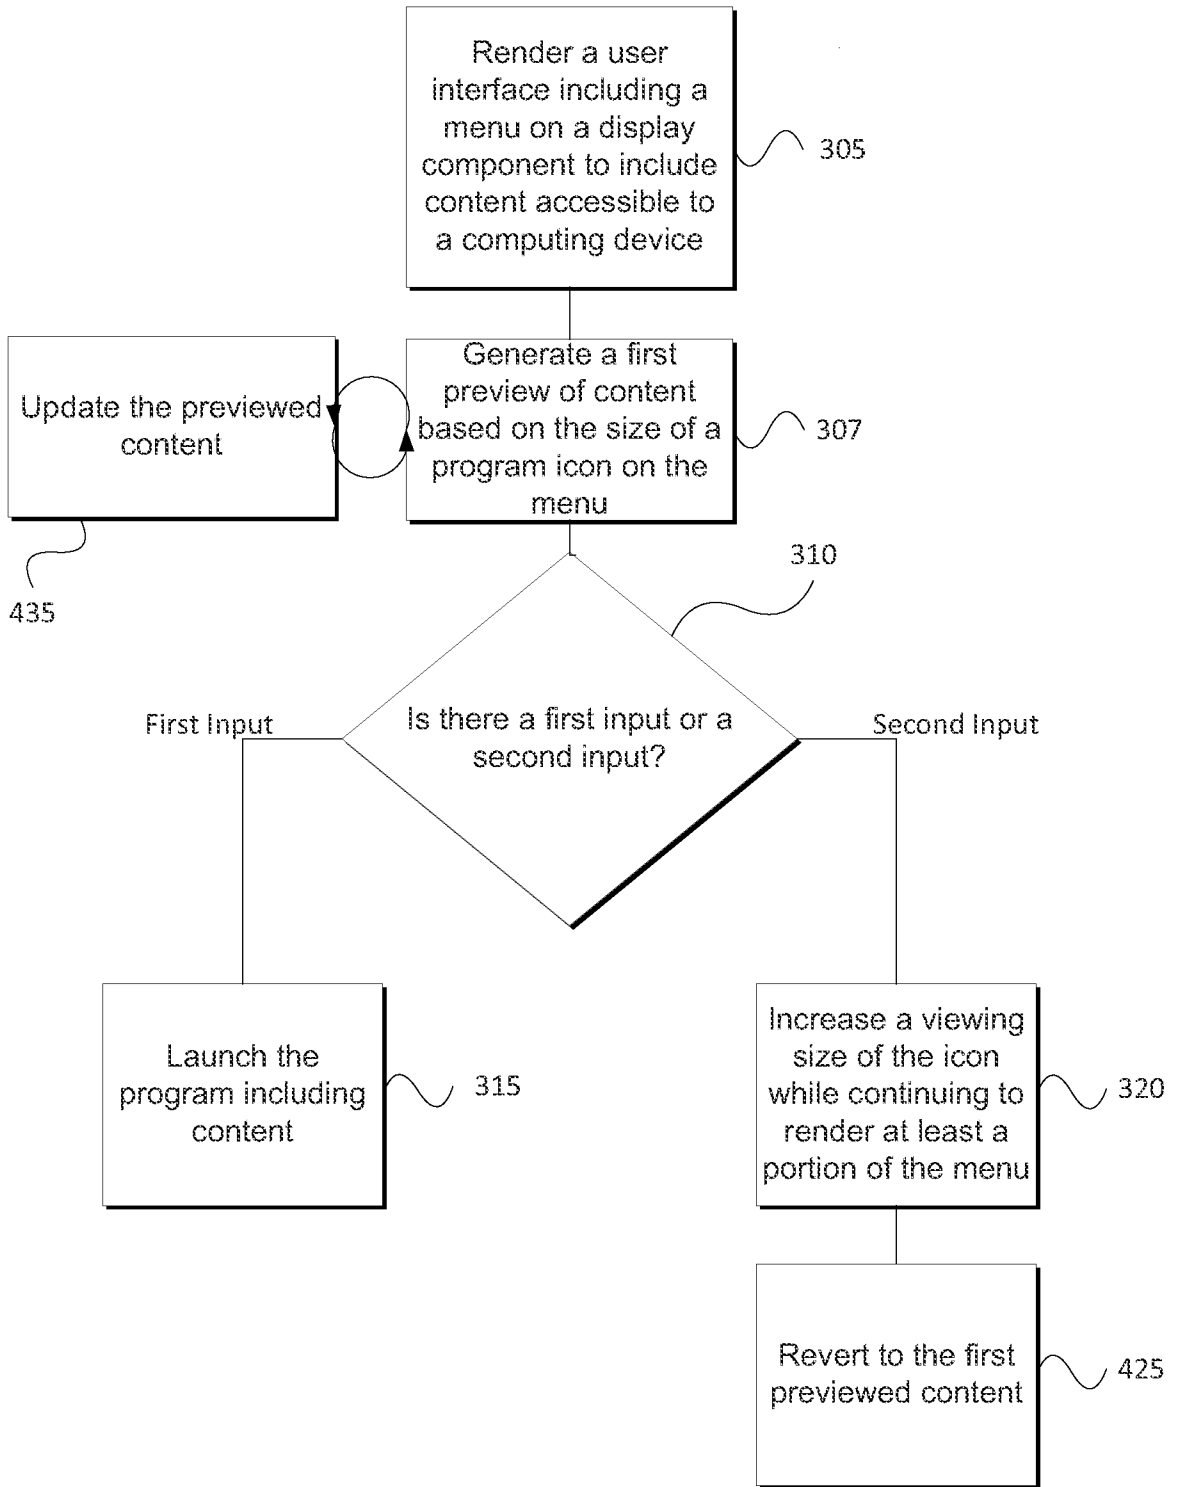 Render a user
interface including a
menu on a display
component to include
content accessible to
a computing device
305
Generate a first
preview of content
based on the size of a
program icon on the
menu
307
Update the previewed
content
435
310
Is there a first input or a
second input?
First Input
Second Input
Launch the
program including
content
315
Increase a viewing
size of the icon
while continuing to
render at least a
portion of the menu
320
Revert to the first
previewed content
425